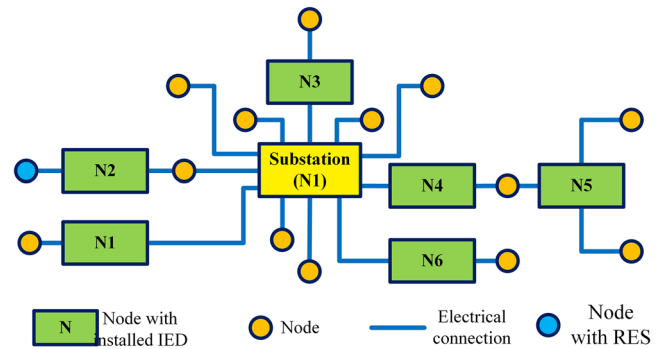 N3
Substation
(N1)
N2
N4
N5
N1
N6
N
Node with
installed IED
Node
Electrical
connection
Node
with RES